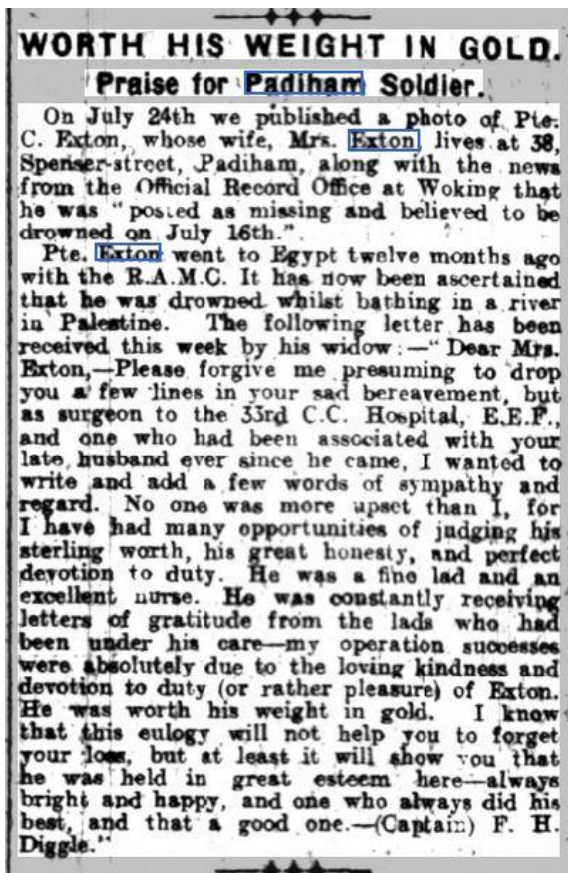 WORTH HIS WEIGHT IN GOLD.
Praise for Padiham Soldier.
On July 24th we published a photo of Pte.
C. Exton, whose wife, Mrs. Exton, lives at 38,
Spenser-street, Padiham, along with the news
from the Official Record Office at Woking that
he was "posted as missing and believed to be
drowned on July 16th."
Pte. Exton went to Egypt twelve months ago
with the R.A.M.C. It has now been ascertained
that he was drowned whilst bathing in a river
in Palestine. The following letter has been
received this week by his widow:—"Dear Mrs.
Exton,—Please forgive me presuming to drop
you a few lines in your sad bereavement, but
as surgeon to the 33rd C.C. Hospital, E.E.F.,
and one who had been associated with your
late husband ever since he came, I wanted to
write and add a few words of sympathy and
regard. No one was more upset than I, for
I have had many opportunities of judging his
sterling worth, his great honesty, and perfect
devotion to duty. He was a fine lad and an
excellent nurse. He was constantly receiving
letters of gratitude from the lads who had
been under his care—my operation successes
were absolutely due to the loving kindness and
devotion to duty (or rather pleasure) of Exton.
He was worth his weight in gold. I know
that this eulogy will not help you to forget
your loss, but at least it will show you that
he was held in great esteem here—always
bright and happy, and one who always did his
best, and that a good one.—(Captain) F. H.
Diggle."